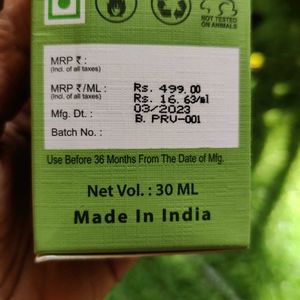 NOT TESTED
ON ANIMALS
MRP ₹ :
(Incl. of all taxes)
Rs. 499.00
MRP ₹/ML :
(Incl. of all taxes)
Rs. 16.63/ml
Mfg. Dt. :
03/2023
Batch No. :
B. PRV-001
Use Before 36 Months From The Date of Mfg.
Net Vol. : 30 ML
Made In India